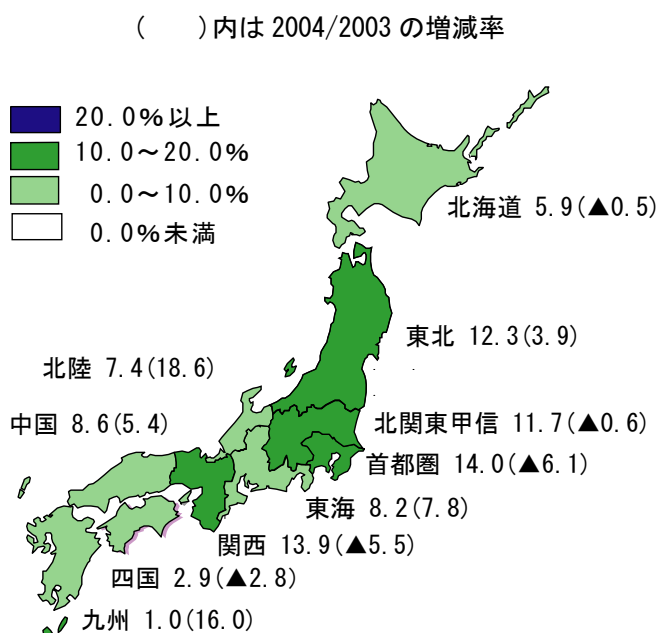 (　　)内は 2004/2003 の増減率
20.0%以上
10.0～20.0%
0.0～10.0%
0.0%未満
北海道 5.9(▲0.5)
東北 12.3(3.9)
北陸 7.4(18.6)
中国 8.6(5.4)
北関東甲信 11.7(▲0.6)
首都圏 14.0(▲6.1)
東海 8.2(7.8)
関西 13.9(▲5.5)
四国 2.9(▲2.8)
九州 1.0(16.0)